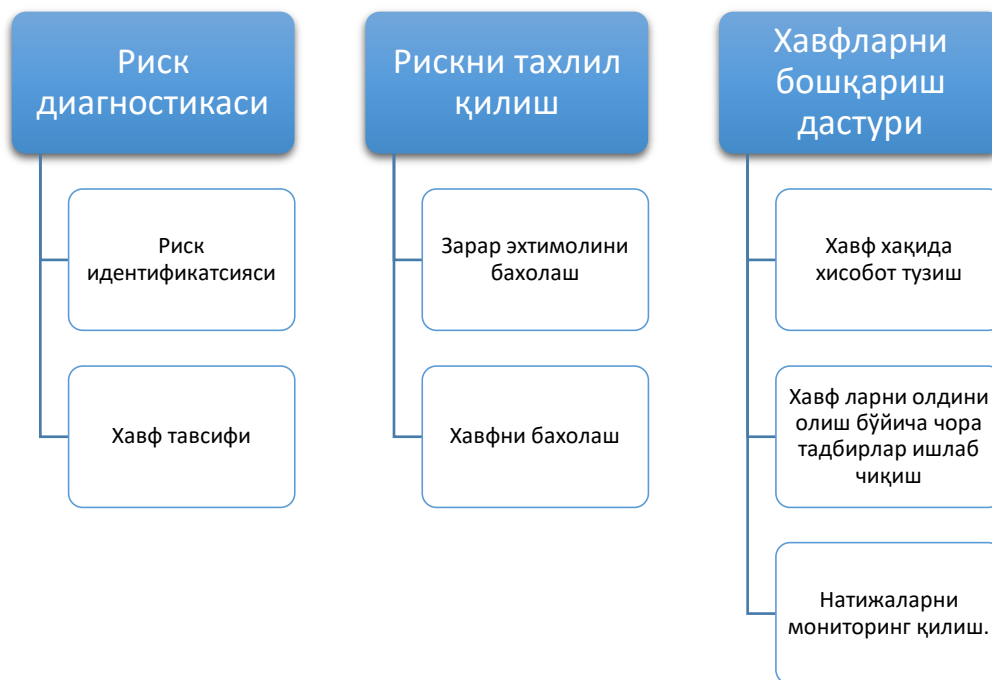 Риск
диагностикаси
Риск
идентификатсияси
Хавф тавсифи
Рискни тахлил
қилиш
Зарар эхтимолини
бахолаш
Хавфни бахолаш
Хавфларни
бошқариш
дастури
Хавф хақида
хисобот тузиш
Хавф ларни олдини
олиш бўйича чора
тадбирлар ишлаб
чиқиш
Натижаларни
мониторинг қилиш.